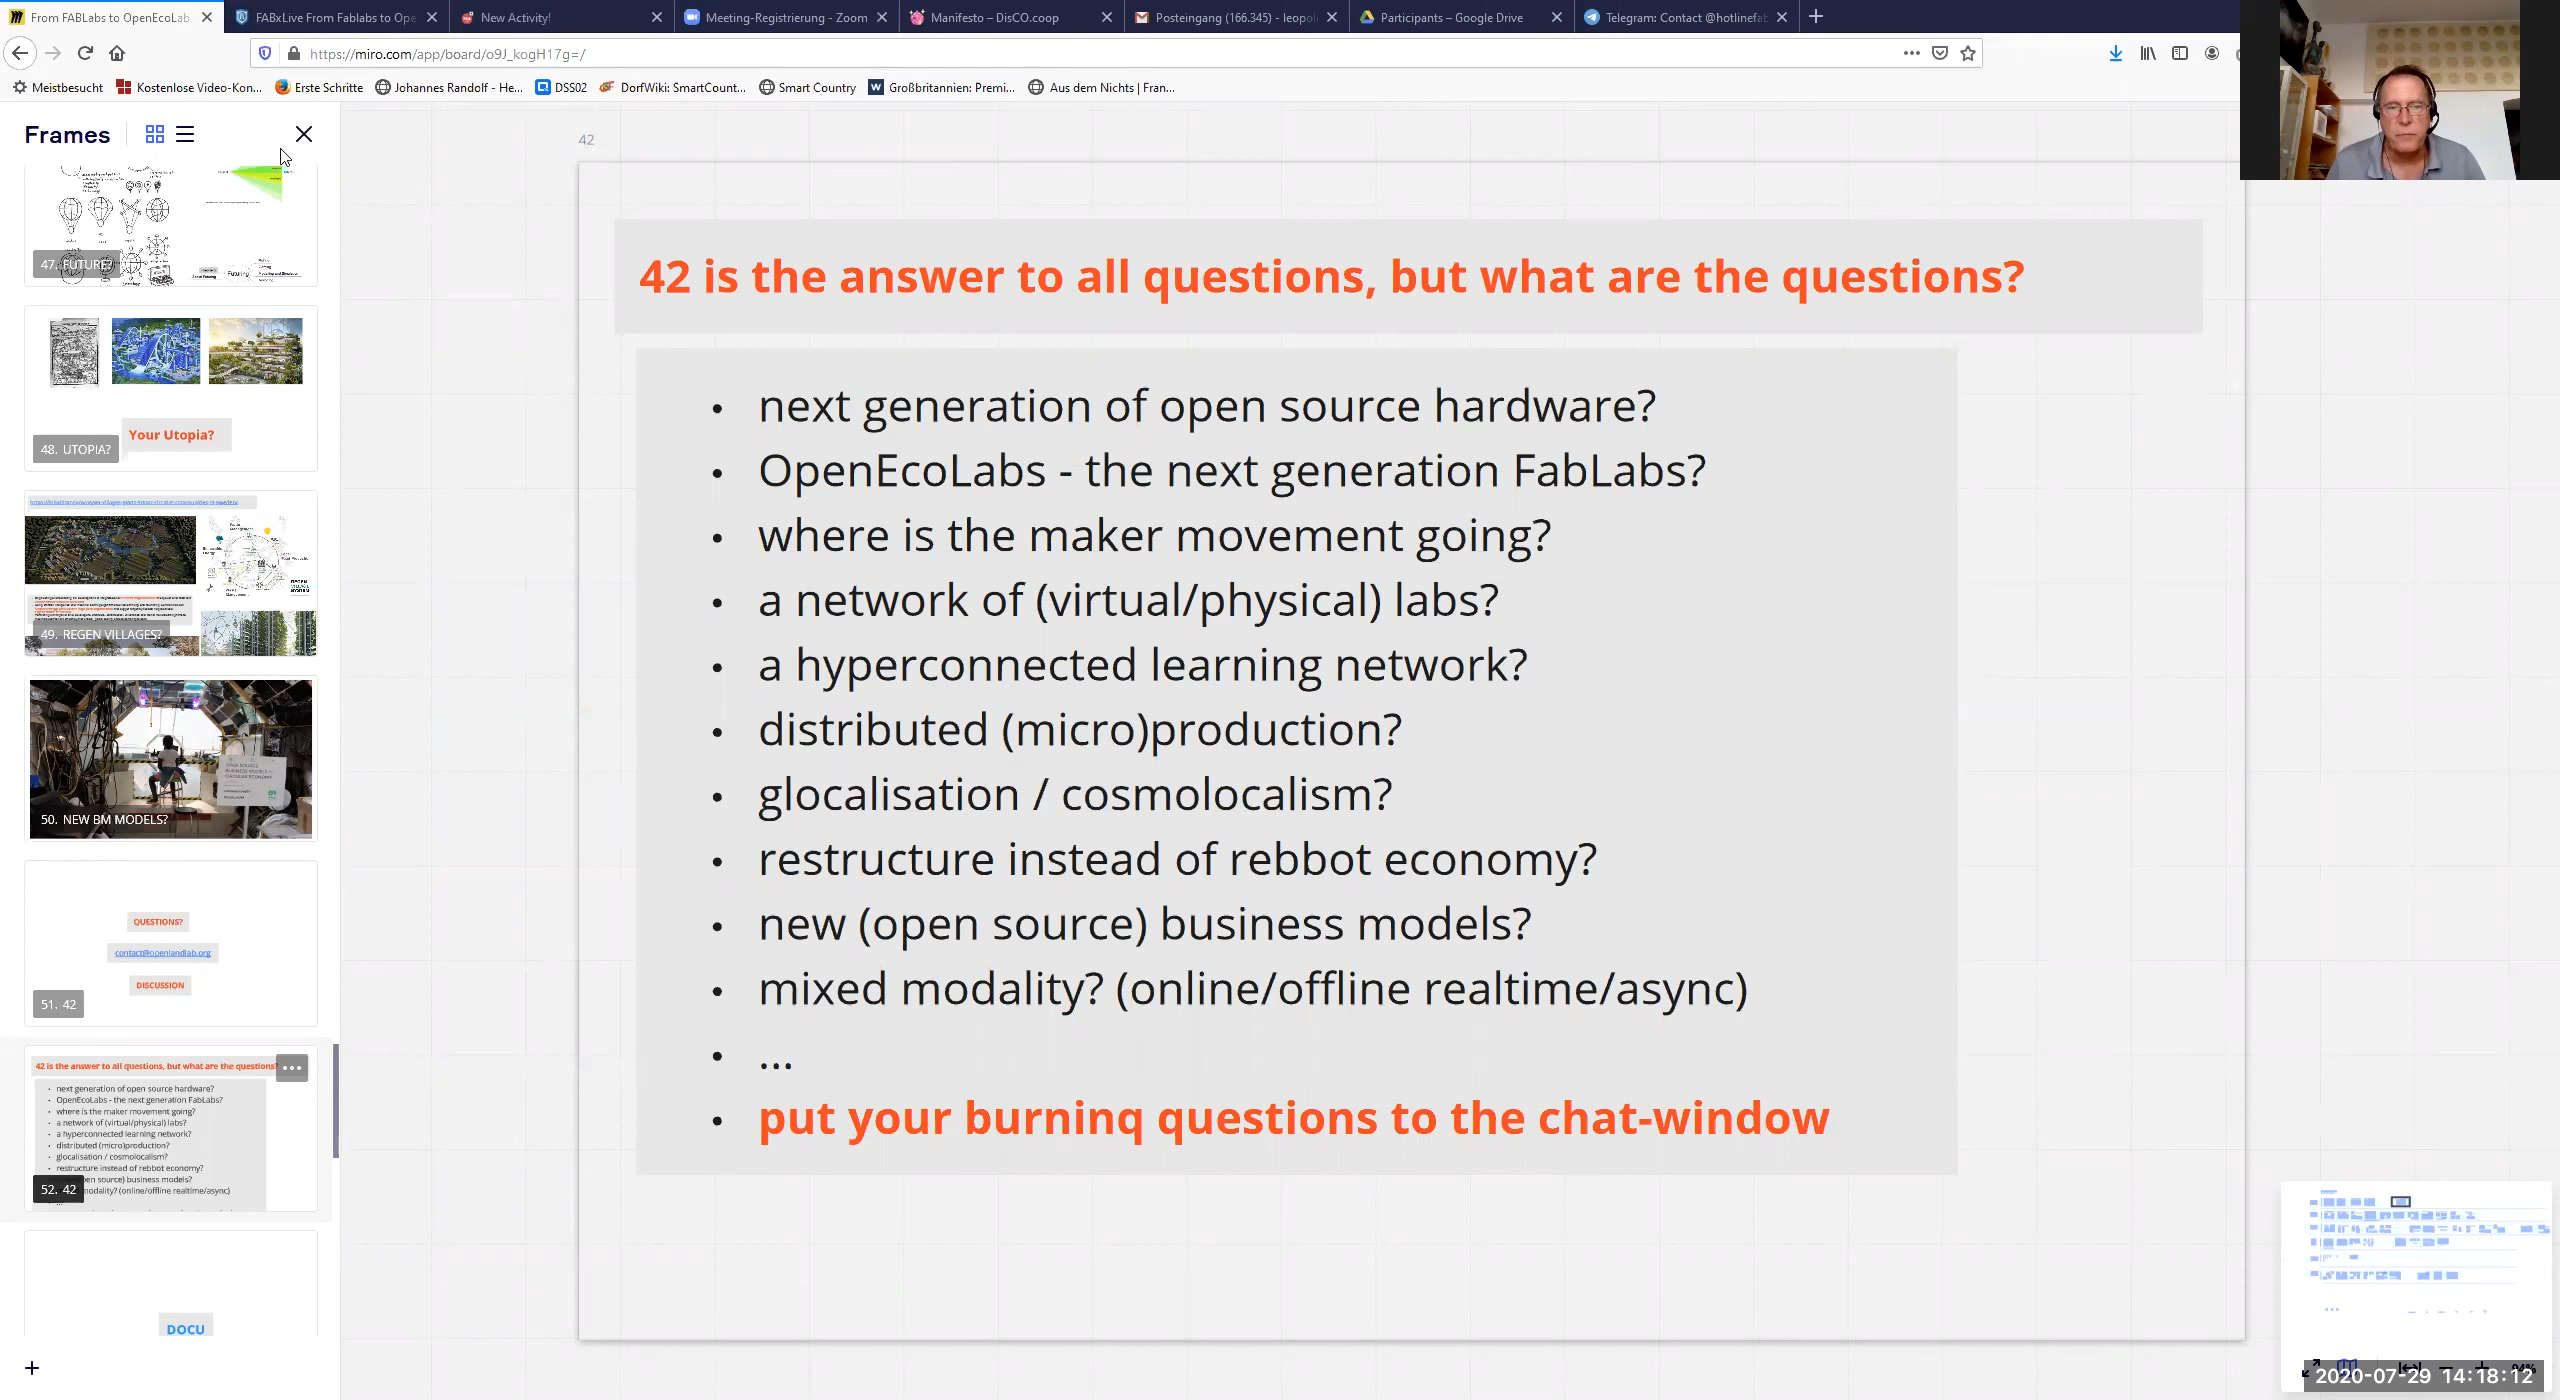 From FABLabs to OpenEcoLab
FABxLive From Fablabs to Ope
New Activity!
Meeting-Registrierung - Zoom
Manifesto – DisCO.coop
Posteingang (166.345) - leopol
Participants – Google Drive
Telegram: Contact @hotlinefab
https://miro.com/app/board/o9J_kogH17g=/
Meistbesucht
Kostenlose Video-Kon...
Erste Schritte
Johannes Randolf - He...
DSS02
DorfWiki: SmartCount...
Smart Country
Großbritannien: Premi...
Aus dem Nichts | Fran...
Frames
47. FUTURE?
Futuring
Your Utopia?
48. UTOPIA?
REGEN
49. REGEN VILLAGES?
50. NEW BM MODELS?
QUESTIONS?
contact@openlandlab.org
DISCUSSION
51. 42
42 is the answer to all questions, but what are the questions?
next generation of open source hardware?
OpenEcoLabs - the next generation FabLabs?
where is the maker movement going?
a network of (virtual/physical) labs?
a hyperconnected learning network?
distributed (micro)production?
glocalisation / cosmolocalism?
restructure instead of rebbot economy?
open source) business models?
modality? (online/offline realtime/async)
52. 42
DOCU
42
42 is the answer to all questions, but what are the questions?
• next generation of open source hardware?
• OpenEcoLabs - the next generation FabLabs?
• where is the maker movement going?
• a network of (virtual/physical) labs?
• a hyperconnected learning network?
• distributed (micro)production?
• glocalisation / cosmolocalism?
• restructure instead of rebbot economy?
• new (open source) business models?
• mixed modality? (online/offline realtime/async)
• ...
• put your burning questions to the chat-window
2020-07-29 14:18:12